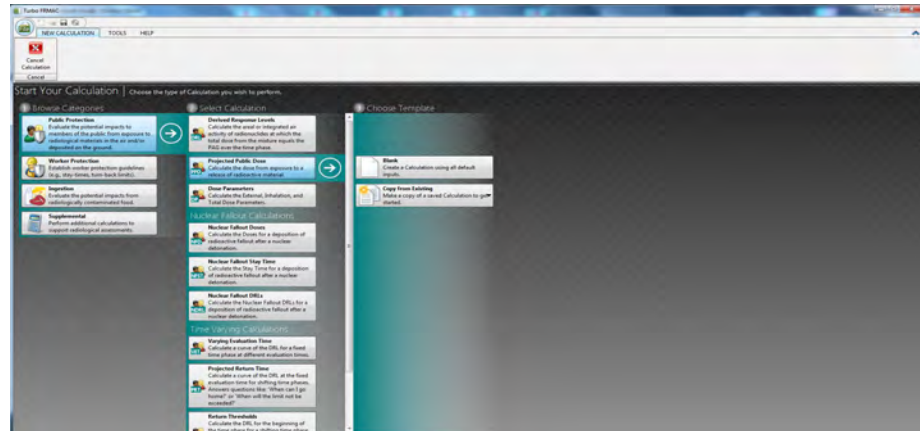 Turbo FRMAC
NEW CALCULATION TOOLS HELP
Cancel
Calculation
Cancel
Start Your Calculation | Choose the type of Calculation you wish to perform.
1 Browse Categories
Public Protection
Evaluate the potential impacts to
members of the public from exposure to
radiological materials in the air and/or
deposited on the ground.
Worker Protection
Establish worker protection guidelines
(e.g., stay-times, turn-back limits).
Ingestion
Evaluate the potential impacts from
radiologically contaminated food.
Supplemental
Perform additional calculations to
support radiological assessments.
2 Select Calculation
Derived Response Levels
Calculate the areal or integrated air
activity of radionuclides at which the
total dose from the mixture equals the
PAG over the time phase.
Projected Public Dose
Calculate the dose from exposure to a
release of radioactive material.
Dose Parameters
Calculate the External, Inhalation, and
Total Dose Parameters.
Nuclear Fallout Calculations
Nuclear Fallout Doses
Calculate the Doses for a deposition of
radioactive fallout after a nuclear
detonation.
Nuclear Fallout Stay Time
Calculate the Stay Time for a deposition
of radioactive fallout after a nuclear
detonation.
Nuclear Fallout DRLs
Calculate the Nuclear Fallout DRLs for a
deposition of radioactive fallout after a
nuclear detonation.
Time Varying Calculations
Varying Evaluation Time
Calculate a curve of the DRL for a fixed
time phase at different evaluation times.
Projected Return Time
Calculate a curve of the DRL at the fixed
evaluation time for shifting time phases.
Answers questions like: 'When can I go
home?' or 'When will the limit not be
exceeded?'
Return Thresholds
Calculate the DRL for the beginning of
the time phase for a shifting time phase
3 Choose Template
Blank
Create a Calculation using all default
inputs.
Copy from Existing
Make a copy of a saved Calculation to get
started.